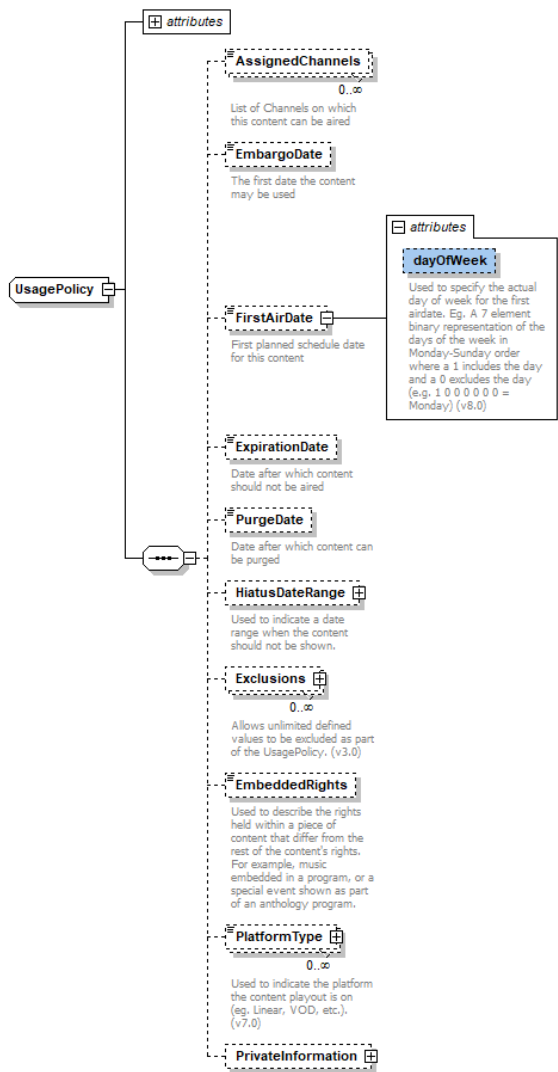 attributes
AssignedChannels
0..∞
List of Channels on which
this content can be aired
EmbargoDate
The first date the content
may be used
attributes
dayOfWeek
Used to specify the actual
day of week for the first
airdate. Eg. A 7 element
binary representation of the
days of the week in
Monday-Sunday order
where a 1 includes the day
and a 0 excludes the day
(e.g. 1 0 0 0 0 0 0 =
Monday) (v8.0)
UsagePolicy
FirstAirDate
First planned schedule date
for this content
ExpirationDate
Date after which content
should not be aired
PurgeDate
Date after which content can
be purged
HiatusDateRange
Used to indicate a date
range when the content
should not be shown.
Exclusions
0..∞
Allows unlimited defined
values to be excluded as part
of the UsagePolicy. (v3.0)
EmbeddedRights
Used to describe the rights
held within a piece of
content that differ from the
rest of the content's rights.
For example, music
embedded in a program, or a
special event shown as part
of an anthology program.
PlatformType
0..∞
Used to indicate the platform
the content playout is on
(eg. Linear, VOD, etc.).
(v7.0)
PrivateInformation